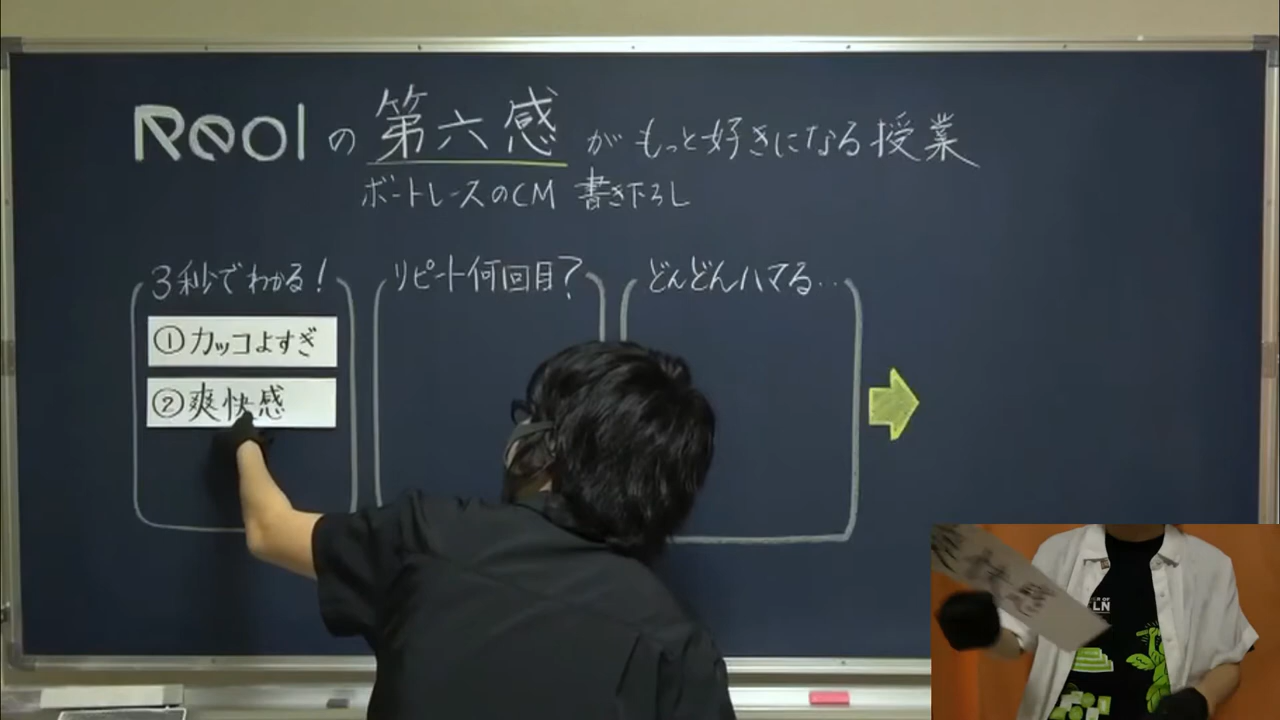 Reolの第六感がもっと好きになる授業
ボートレースのCM 書き下ろし
3秒でわかる!
①カッコよすぎ
②爽快感
リピート何回目?
どんどんハマる...
LN